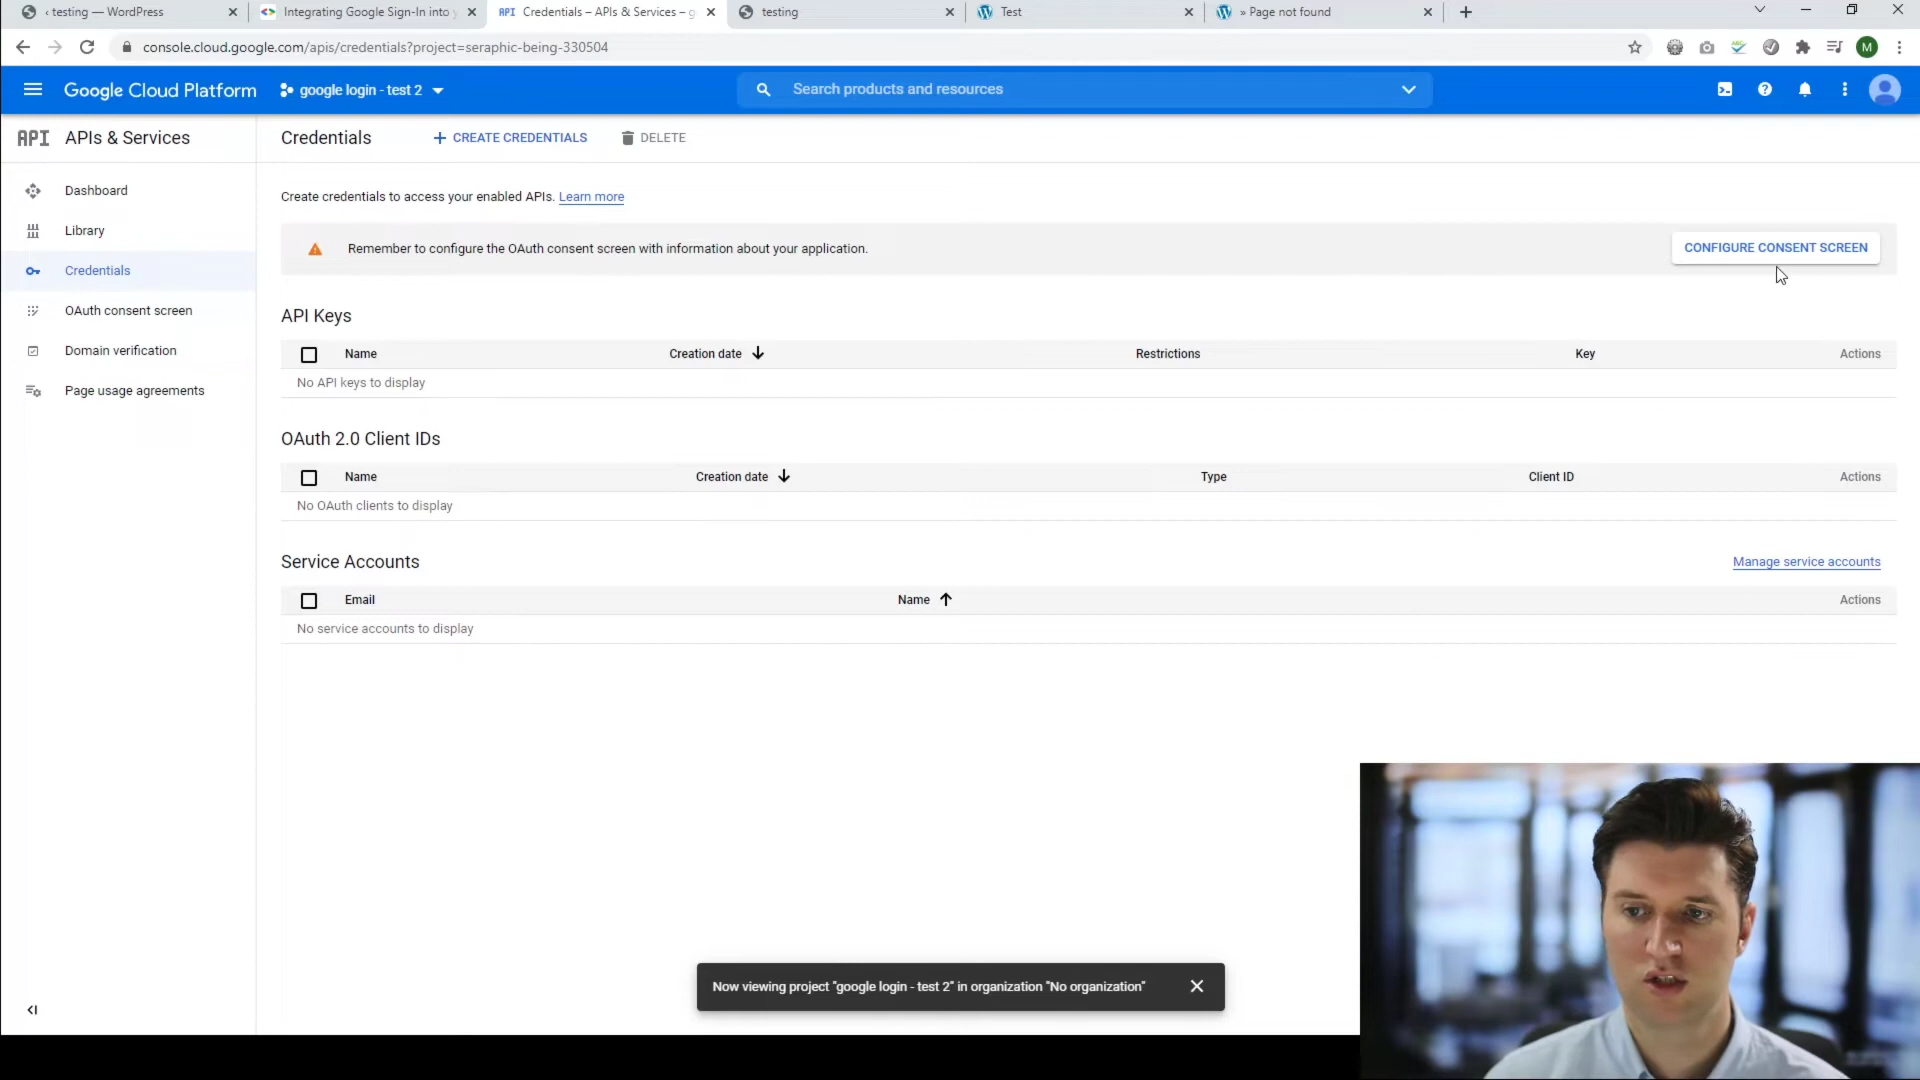 ‹ testing — WordPress
Integrating Google Sign-In into y
API Credentials – APIs & Services – g
testing
Test
» Page not found
console.cloud.google.com/apis/credentials?project=seraphic-being-330504
M
Google Cloud Platform
google login - test 2
Search products and resources
API APIs & Services
Credentials
CREATE CREDENTIALS
DELETE
Dashboard
Library
Credentials
OAuth consent screen
Domain verification
Page usage agreements
Create credentials to access your enabled APIs. Learn more
Remember to configure the OAuth consent screen with information about your application.
CONFIGURE CONSENT SCREEN
API Keys
Name Creation date Restrictions Key Actions
No API keys to display
OAuth 2.0 Client IDs
Name Creation date Type Client ID Actions
No OAuth clients to display
Service Accounts
Manage service accounts
Email Name Actions
No service accounts to display
Now viewing project "google login - test 2" in organization "No organization"